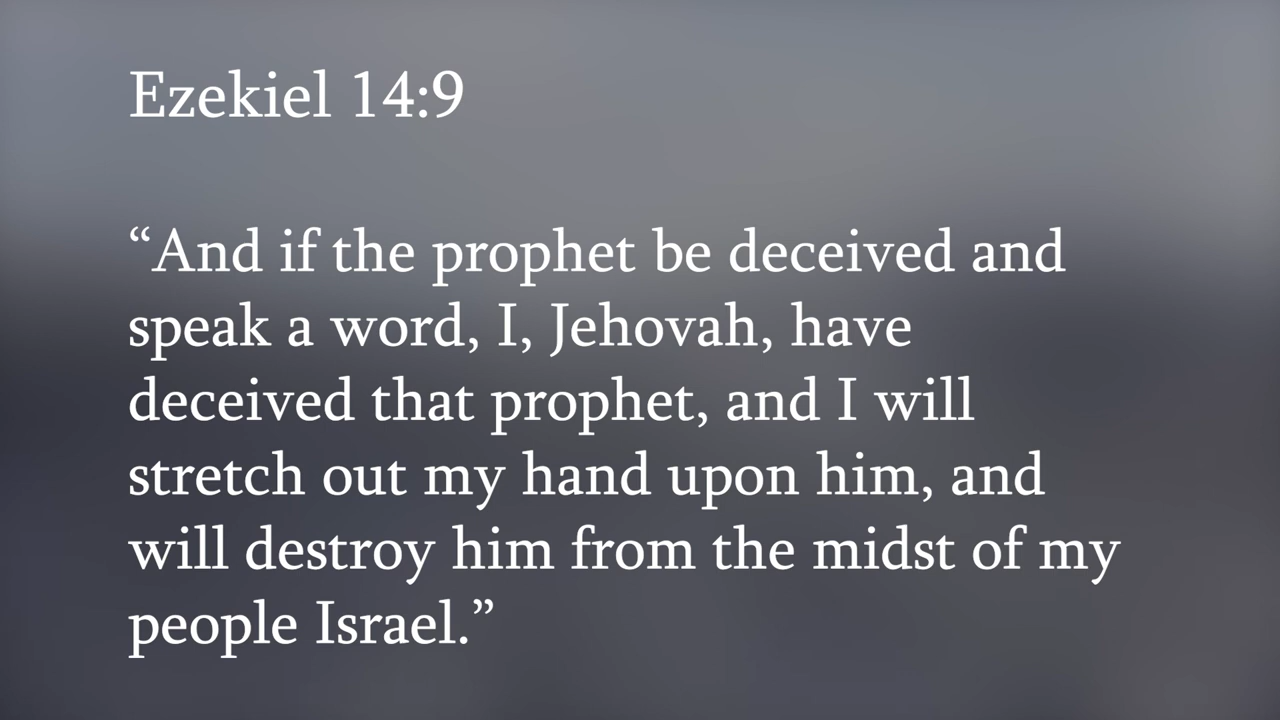 Ezekiel 14:9
“And if the prophet be deceived and
speak a word, I, Jehovah, have
deceived that prophet, and I will
stretch out my hand upon him, and
will destroy him from the midst of my
people Israel.”